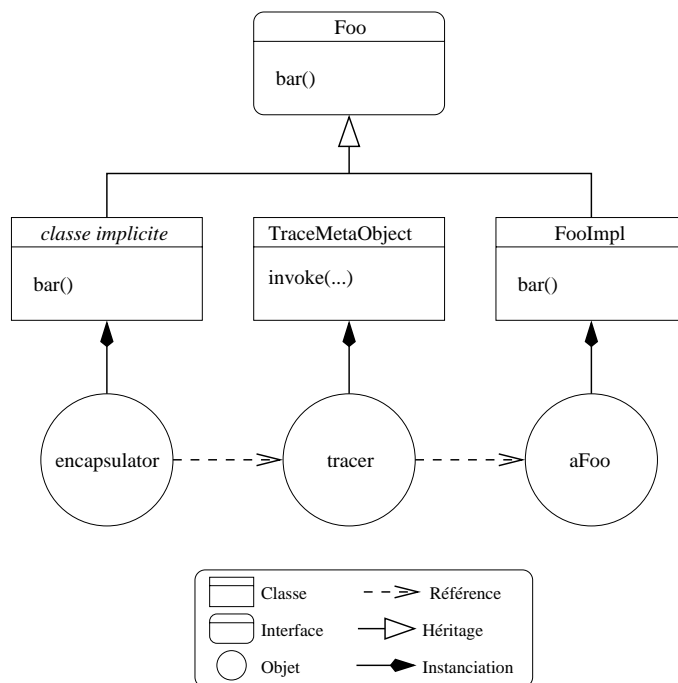 Foo
bar()
classe implicite
bar()
TraceMetaObject
invoke(...)
FooImpl
bar()
encapsulator
tracer
aFoo
Classe
Référence
Interface
Héritage
Objet
Instanciation